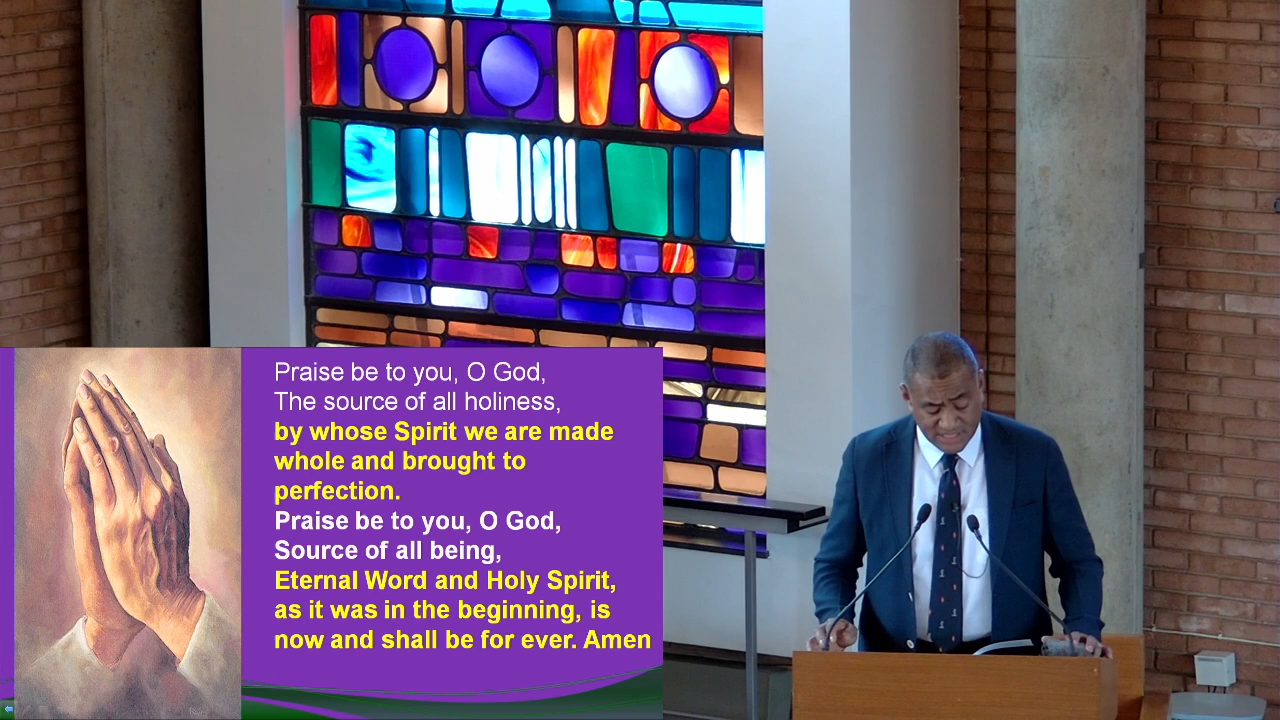 Praise be to you, O God,
The source of all holiness,
by whose Spirit we are made
whole and brought to
perfection.
Praise be to you, O God,
Source of all being,
Eternal Word and Holy Spirit,
as it was in the beginning, is
now and shall be for ever. Amen